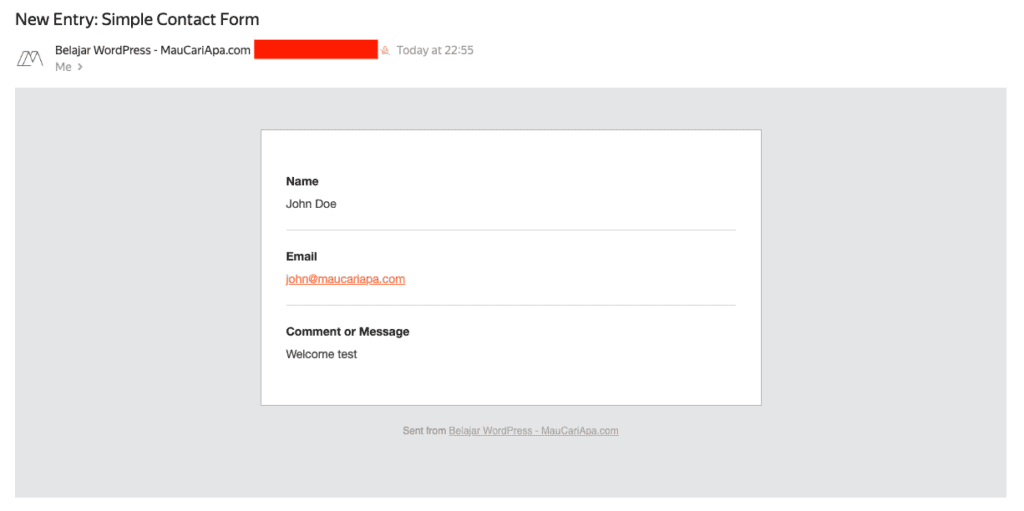 New Entry: Simple Contact Form
Belajar WordPress - MauCariApa.com Today at 22:55
Me >
Name
John Doe
Email
john@maucariapa.com
Comment or Message
Welcome test
Sent from Belajar WordPress - MauCariApa.com